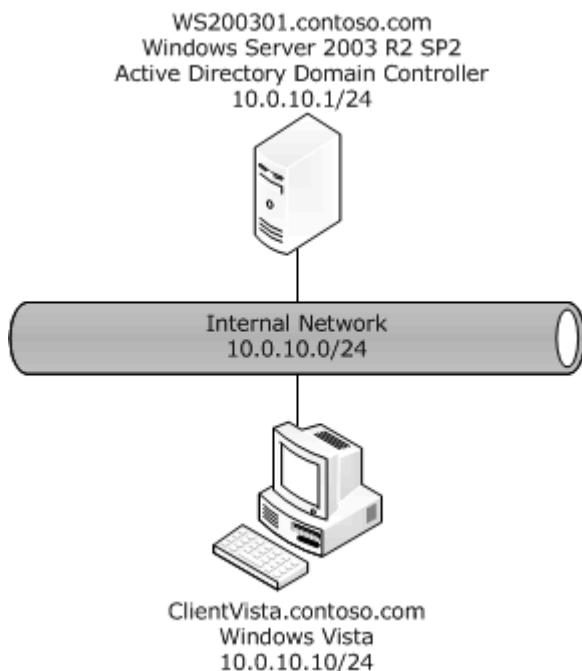 WS200301.contoso.com
Windows Server 2003 R2 SP2
Active Directory Domain Controller
10.0.10.1/24
Internal Network
10.0.10.0/24
ClientVista.contoso.com
Windows Vista
10.0.10.10/24